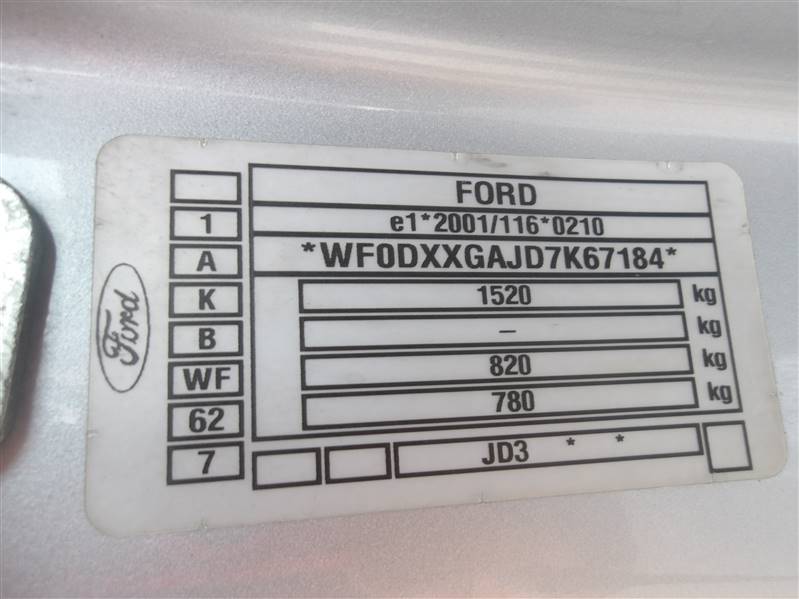 FORD
1 e1*2001/116*0210
A *WF0DXXGAJD7K67184*
K 1520 kg
B – kg
WF 820 kg
62 780 kg
7 JD3 * *
Ford